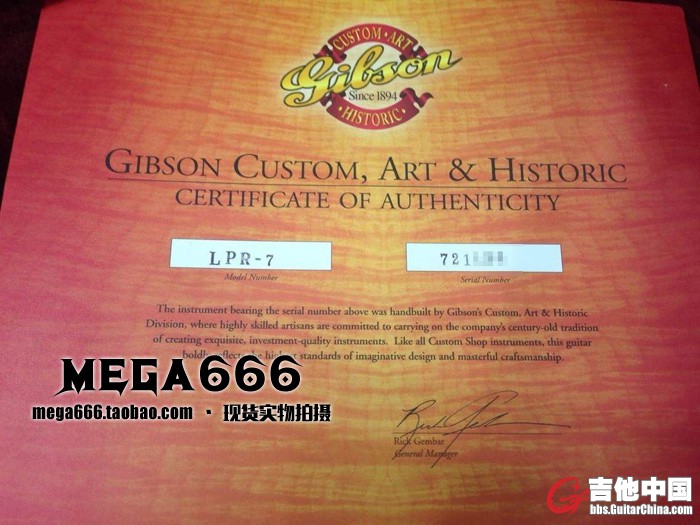 CUSTOM · ART
Gibson
Since 1894
HISTORIC
GIBSON CUSTOM, ART & HISTORIC
CERTIFICATE OF AUTHENTICITY
LPR-7
721
Model Number
Serial Number
The instrument bearing the serial number above was handbuilt by Gibson's Custom, Art & Historic
Division, where highly skilled artisans are committed to carrying on the company's century-old tradition
of creating exquisite, investment-quality instruments. Like all Custom Shop instruments, this guitar
standards of imaginative design and masterful craftsmanship.
MEGA666
mega666.taobao.com · 现货实物拍摄
Rick Gembar
General Manager
吉他中国
bbs.GuitarChina.com